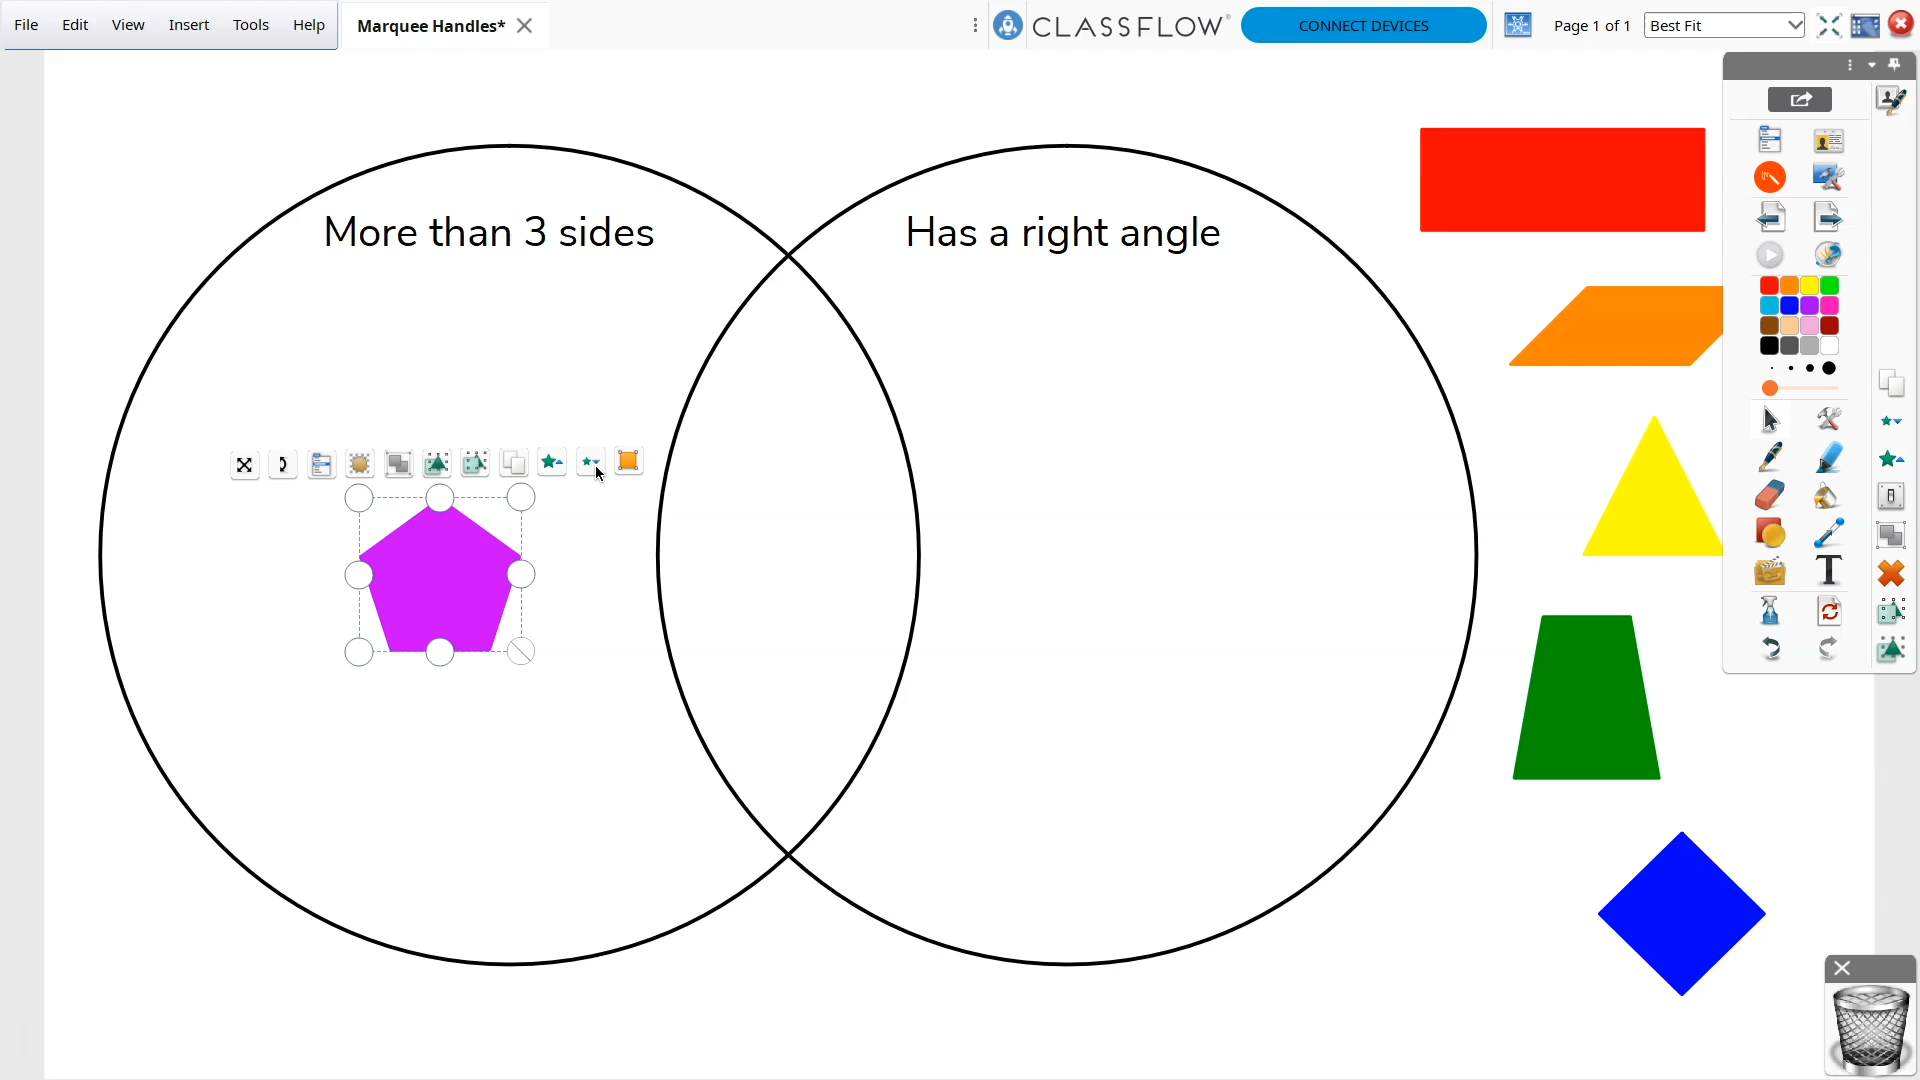 File Edit View Insert Tools Help
Marquee Handles*
CLASSFLOW
CONNECT DEVICES
Page 1 of 1
Best Fit
More than 3 sides
Has a right angle
T